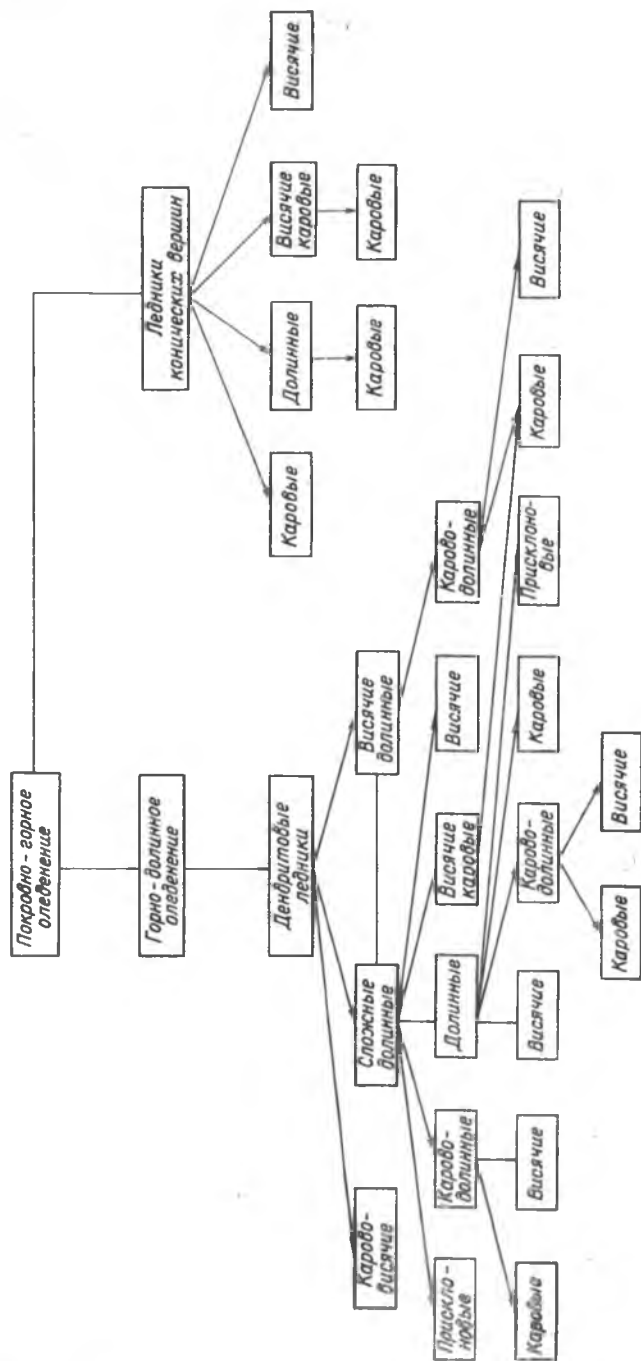 Покровно-горное
оледенение
Горно-долинное
оледенение
Ледники
конических вершин
Дендритовые
ледники
Каровые
Долинные
Висячие
каровые
Висячие
Каровые
Каровые
Карово-
висячие
Сложные
долинные
Висячие
долинные
Прискло-
новые
Карово-
долинные
Долинные
Висячие
каровые
Висячие
Карово-
долинные
Каровые
Висячие
Висячие
Карово-
долинные
Каровые
Присклоно-
вые
Каровые
Висячие
Каровые
Висячие